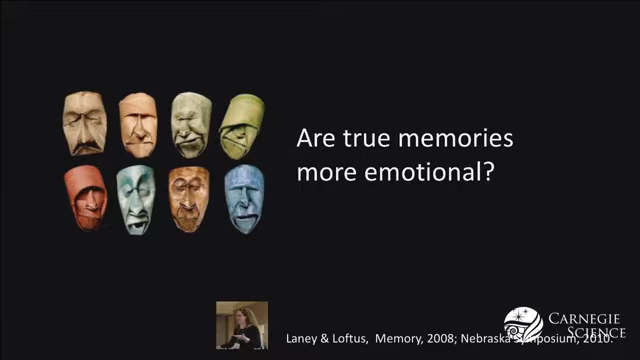 Are true memories
more emotional?
CARNEGIE
SCIENCE
Laney & Loftus, Memory, 2008; Nebraska Symposium, 2010.